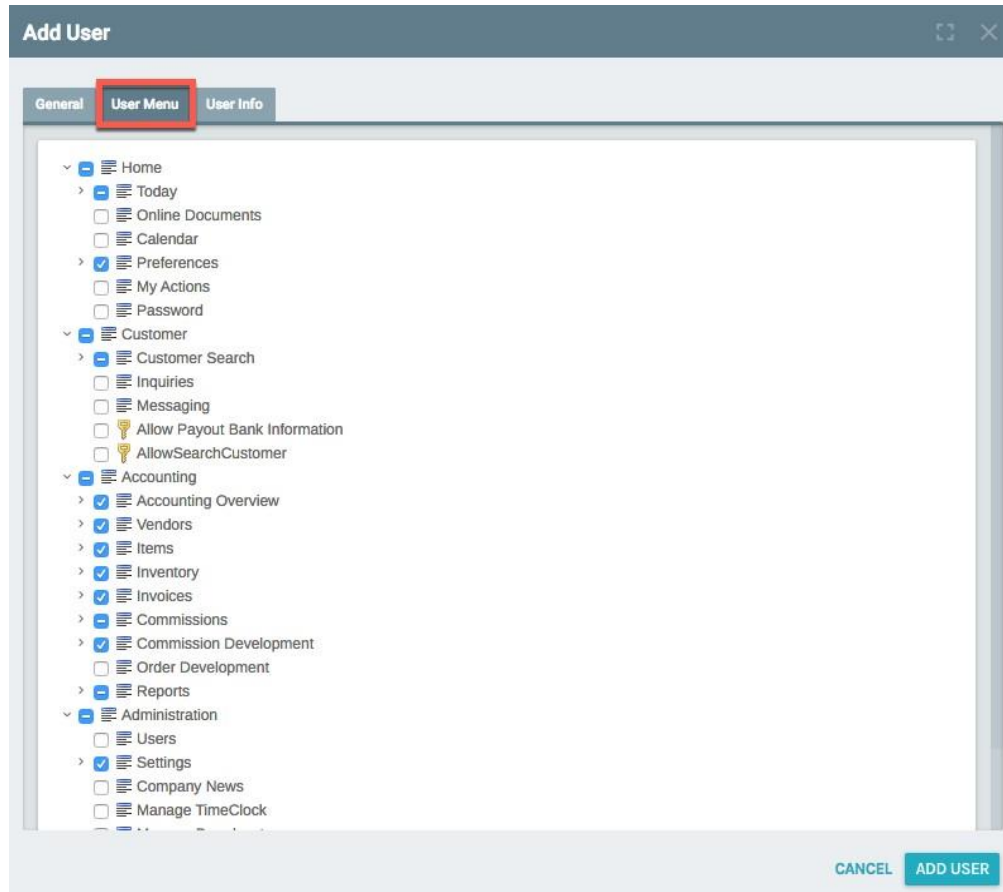 Add User
General User Menu User Info
Home
Today
Online Documents
Calendar
Preferences
My Actions
Password
Customer
Customer Search
Inquiries
Messaging
Allow Payout Bank Information
AllowSearchCustomer
Accounting
Accounting Overview
Vendors
Items
Inventory
Invoices
Commissions
Commission Development
Order Development
Reports
Administration
Users
Settings
Company News
Manage TimeClock
CANCEL ADD USER